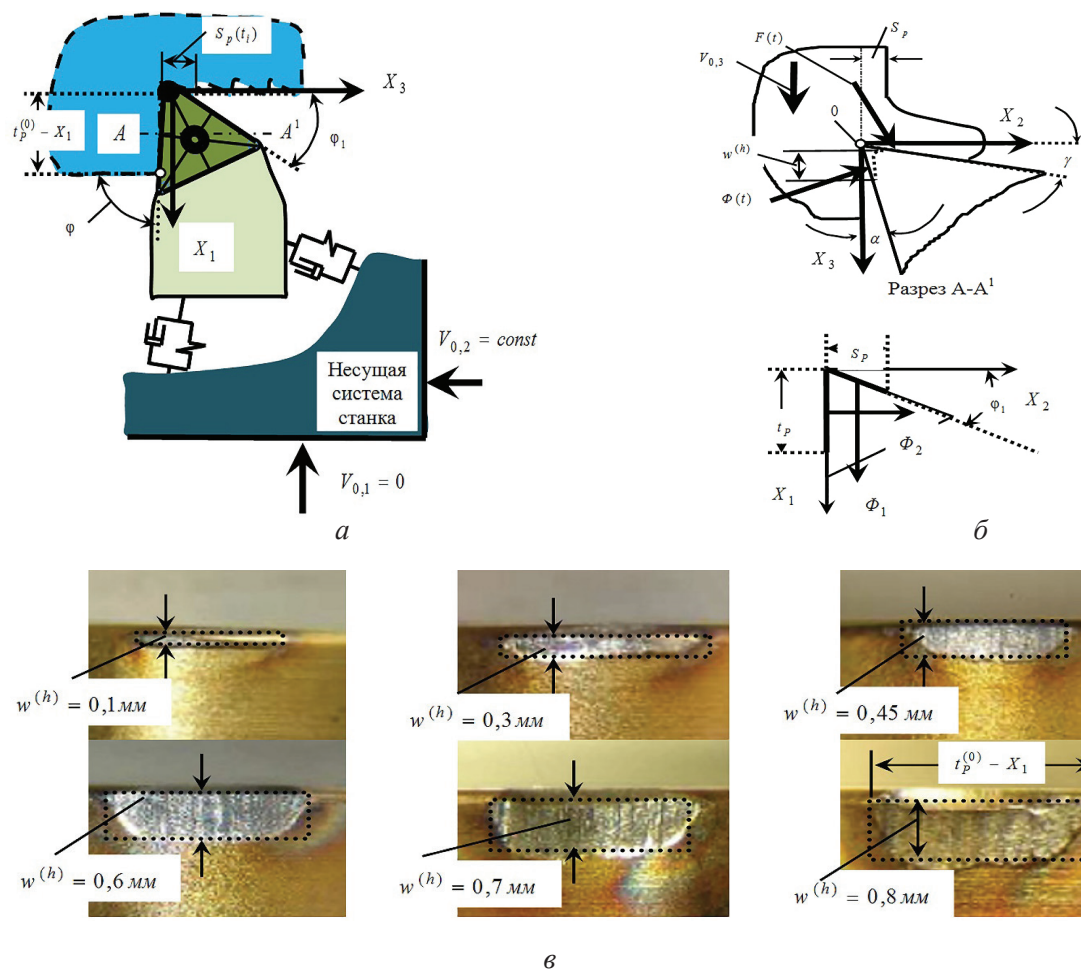 S_p(t_i)
X_3
t_P^(0) − X_1
A
A^1
φ_1
φ
X_1
V_0,2 = const
Несущая
система
станка
V_0,1 = 0
а
F(t)
S_P
V_0,3
0
X_2
w^(h)
γ
Φ(t)
α
X_3
Разрез А-А^1
S_P
X_2
φ_1
t_P
Φ_2
X_1
Φ_1
б
w^(h) = 0,1 мм
w^(h) = 0,3 мм
w^(h) = 0,45 мм
t_P^(0) − X_1
w^(h) = 0,6 мм
w^(h) = 0,7 мм
w^(h) = 0,8 мм
в